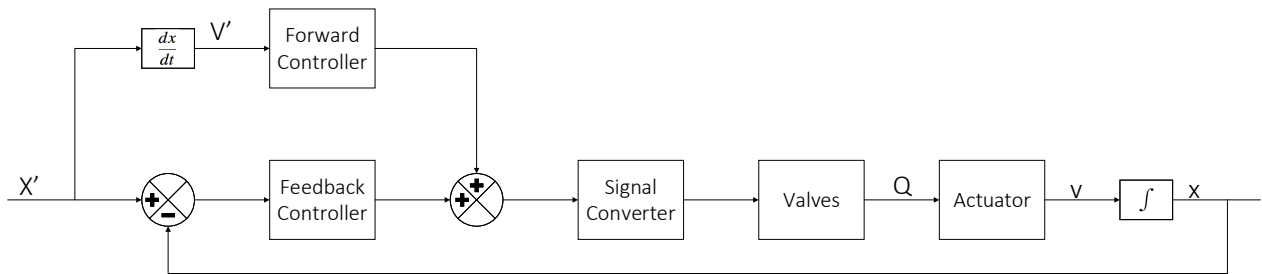 dx
dt
V’
Forward
Controller
X’
+
−
Feedback
Controller
+
+
Signal
Converter
Valves
Q
Actuator
v
∫
x